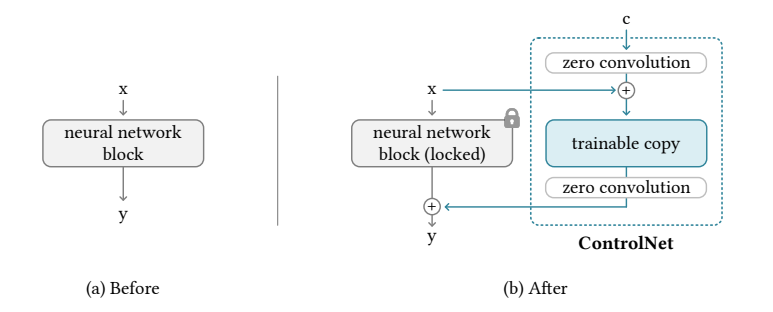 x
neural network
block
y
(a) Before
c
zero convolution
x
+
neural network
block (locked)
trainable copy
zero convolution
+
y
ControlNet
(b) After